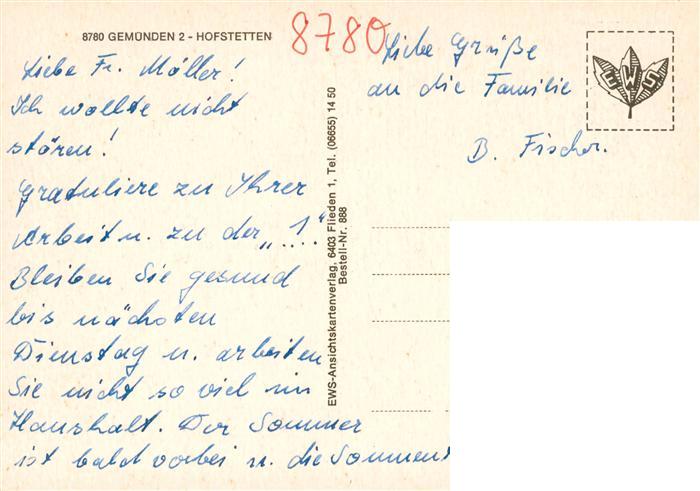 8780 GEMÜNDEN 2 - HOFSTETTEN
8780
Liebe Fr. Möller!
Ich wollte nicht
stören!
Gratuliere zu Ihrer
Arbeit u. zu der „1...."
Bleiben Sie gesund
bis nächsten
Dienstag u. arbeiten
Sie nicht so viel im
Haushalt. Der Sommer
ist bald vorbei u. die
Liebe Grüße
an die Familie
B. Fischer.
EWS-Ansichtskartenverlag, 6403 Flieden 1, Tel. (06655) 14 50
Bestell-Nr. 888
EWS